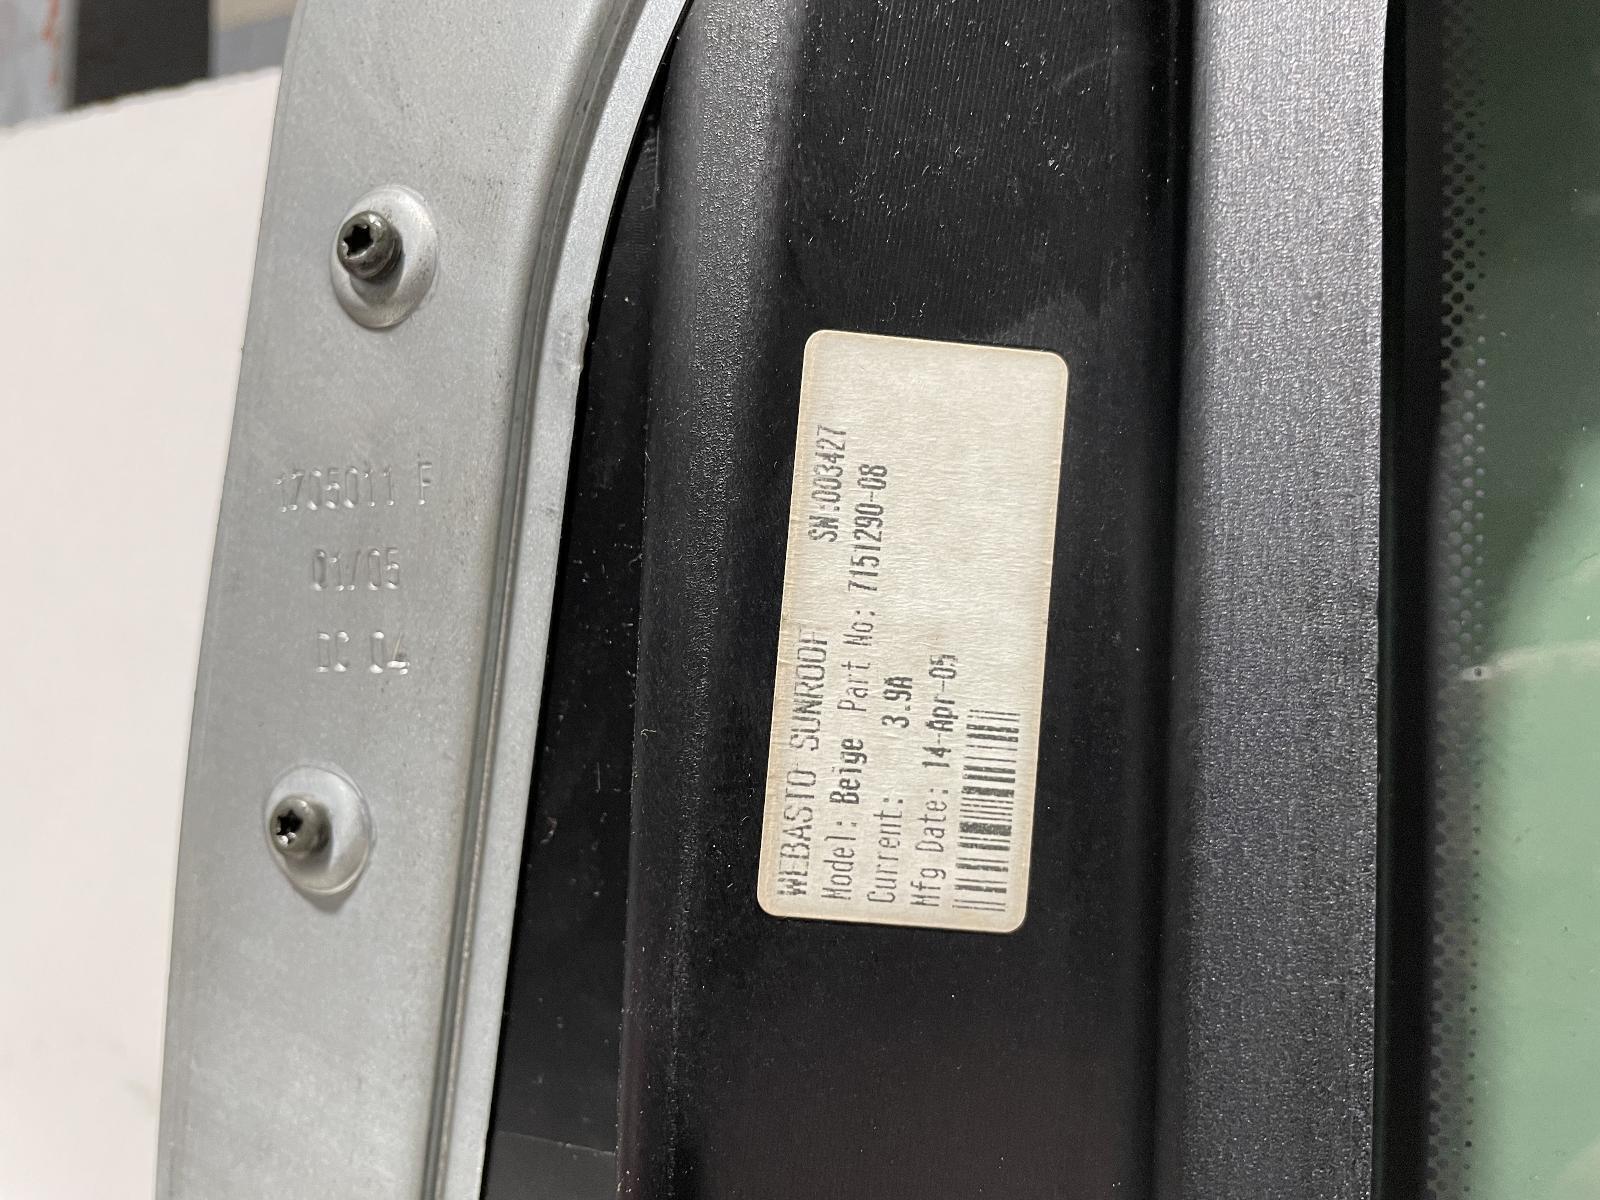 1705011 F
01/05
DC 04
WEBASTO SUNROOF SN:003427
Model: Beige Part No: 7151290-08
Current: 3.9A
Mfg Date: 14-Apr-05